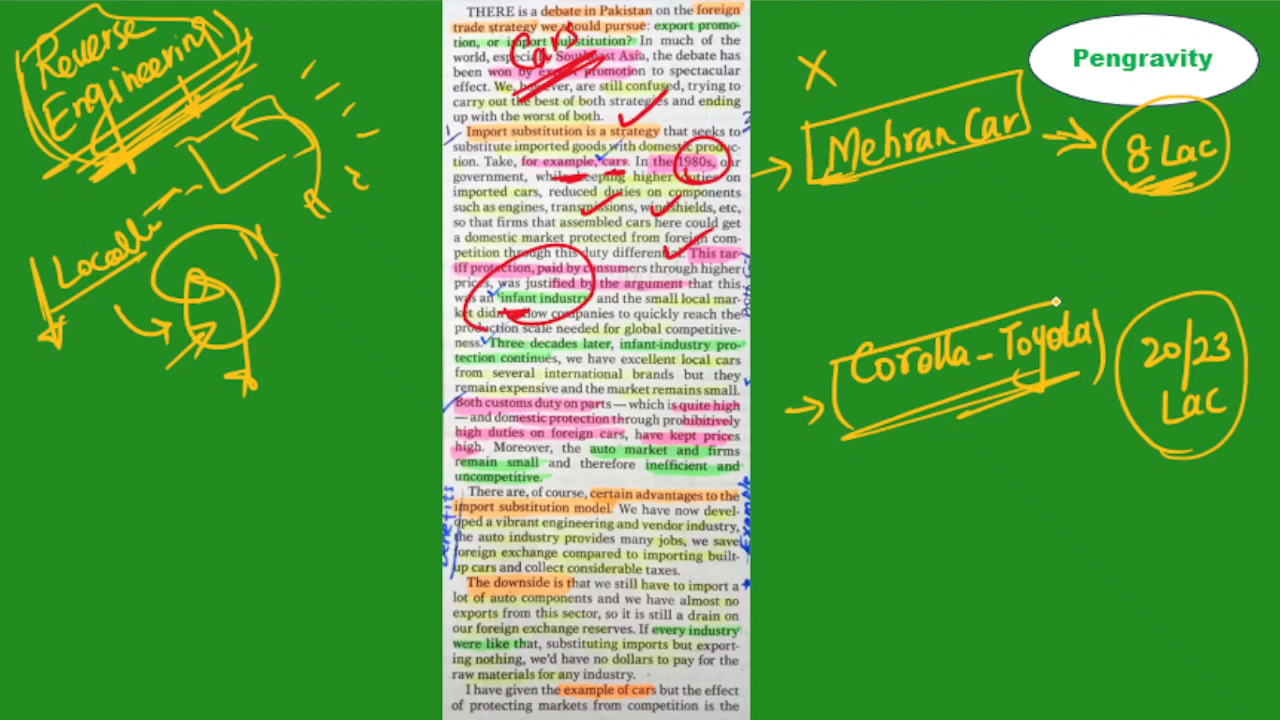 Reverse
Engineering
Locally
THERE is a debate in Pakistan on the foreign
trade strategy we should pursue: export promo-
tion, or import substitution? In much of the
world, especially Southeast Asia, the debate has
been won by export promotion to spectacular
effect. We, however, are still confused, trying to
carry out the best of both strategies and ending
up with the worst of both.
Import substitution is a strategy that seeks to
substitute imported goods with domestic produc-
tion. Take, for example, cars. In the 1980s, our
government, while keeping higher duties on
imported cars, reduced duties on components
such as engines, transmissions, windshields, etc,
so that firms that assembled cars here could get
a domestic market protected from foreign com-
petition through this duty differential. This tar-
iff protection, paid by consumers through higher
prices, was justified by the argument that this
was an 'infant industry' and the small local mar-
ket didn't allow companies to quickly reach the
production scale needed for global competitive-
ness. Three decades later, infant-industry pro-
tection continues, we have excellent local cars
from several international brands but they
remain expensive and the market remains small.
Both customs duty on parts — which is quite high
— and domestic protection through prohibitively
high duties on foreign cars, have kept prices
high. Moreover, the auto market and firms
remain small and therefore inefficient and
uncompetitive.
There are, of course, certain advantages to the
import substitution model. We have now devel-
oped a vibrant engineering and vendor industry,
the auto industry provides many jobs, we save
foreign exchange compared to importing built-
up cars and collect considerable taxes.
The downside is that we still have to import a
lot of auto components and we have almost no
exports from this sector, so it is still a drain on
our foreign exchange reserves. If every industry
were like that, substituting imports but export-
ing nothing, we'd have no dollars to pay for the
raw materials for any industry.
I have given the example of cars but the effect
of protecting markets from competition is the
Cars
Benefits
Example
Pengravity
X
Mehran Car
8 Lac
Corolla - Toyota
20/23
Lac